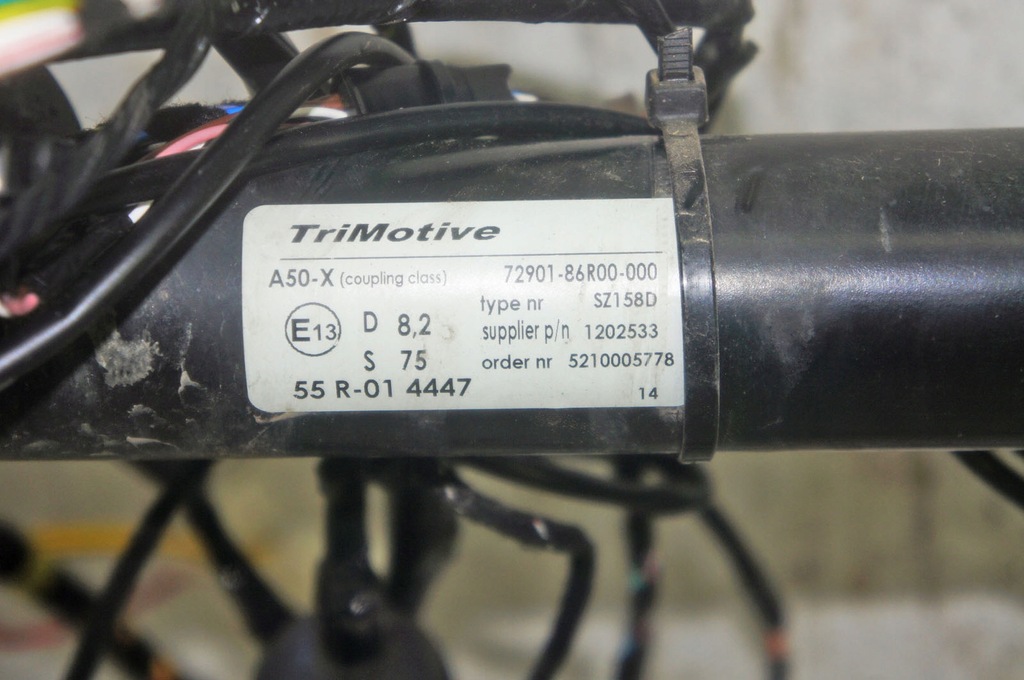 TriMotive
A50-X (coupling class) 72901-86R00-000
type nr SZ158D
E13 D 8,2 supplier p/n 1202533
S 75 order nr 5210005778
55 R-01 4447 14